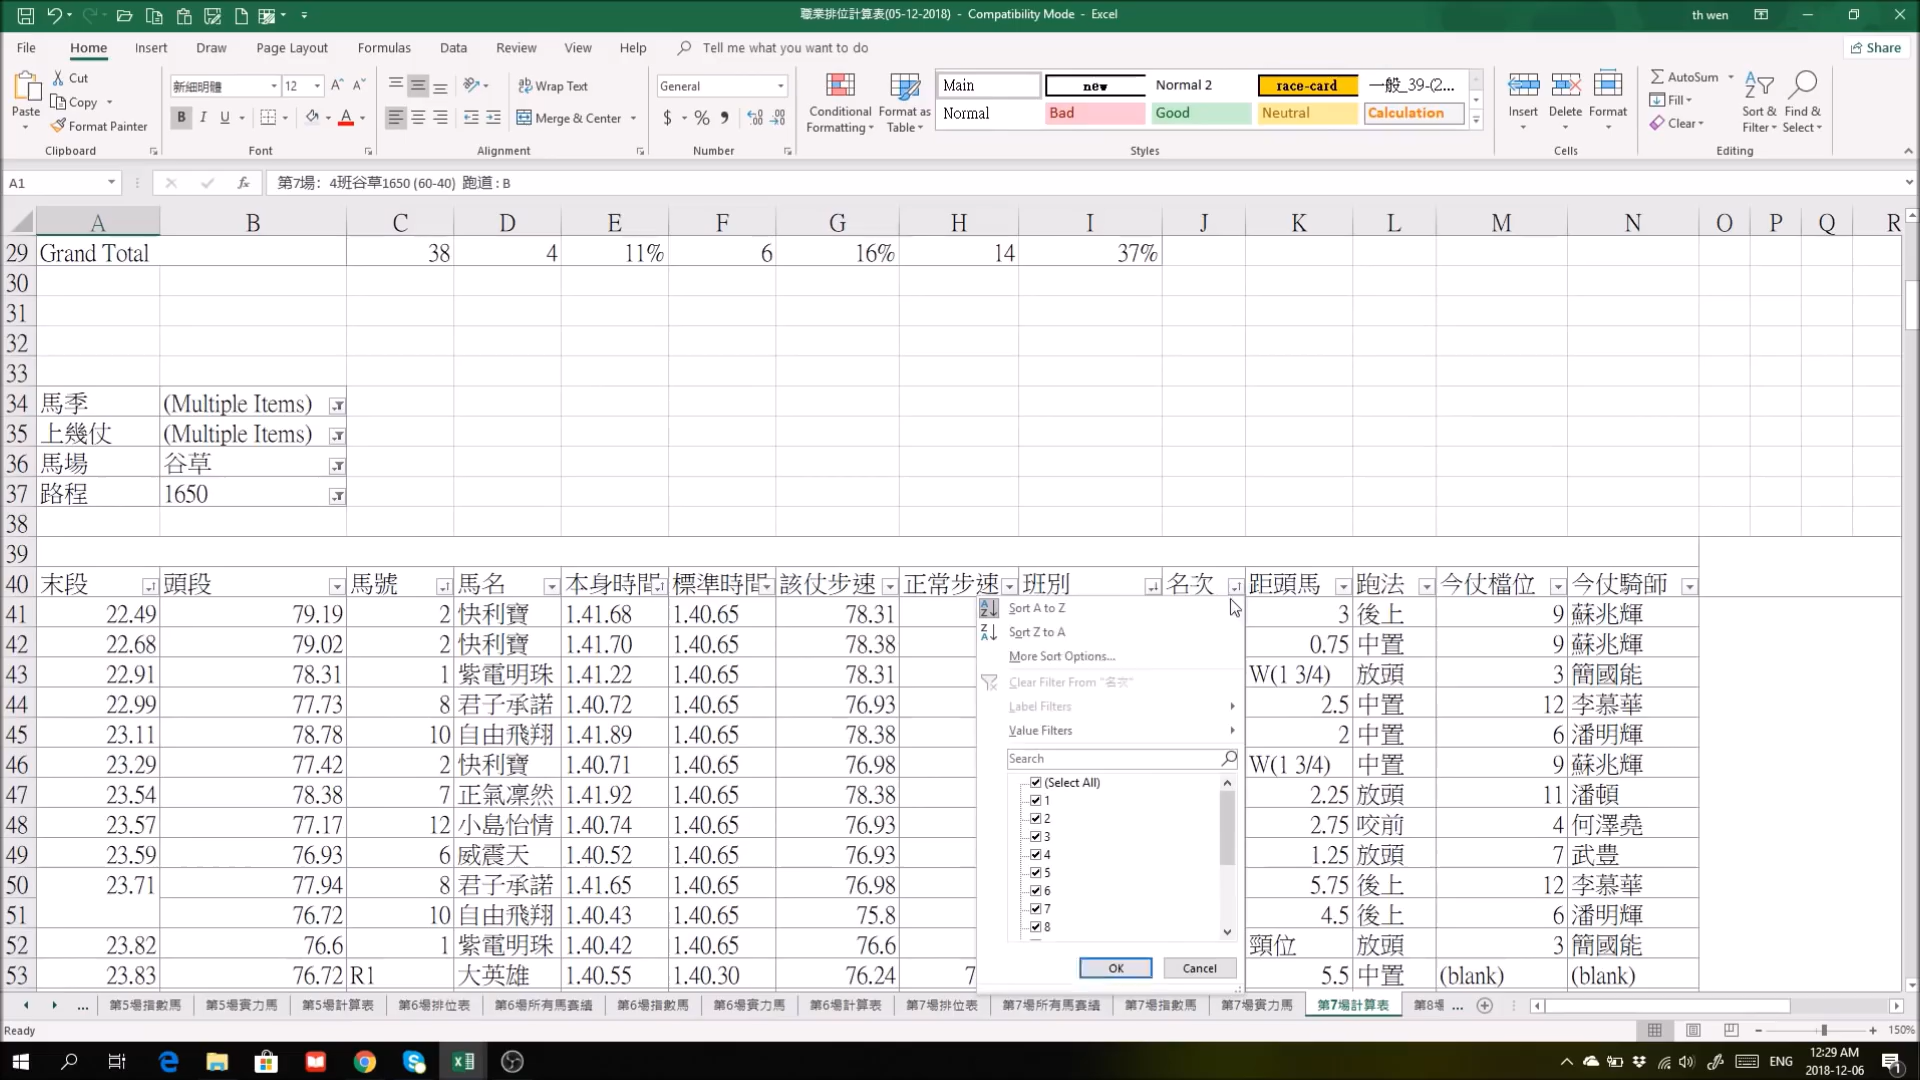 職業排位計算表(05-12-2018) - Compatibility Mode - Excel
th wen
File Home Insert Draw Page Layout Formulas Data Review View Help Tell me what you want to do Share
Paste Cut Copy Format Painter Clipboard
新細明體 12 B I U A Font
Wrap Text Merge & Center Alignment
General $ % Number
Conditional Formatting Format as Table
Main new Normal 2 race-card 一般_39-(2...
Normal Bad Good Neutral Calculation
Styles
Insert Delete Format Cells
AutoSum Fill Clear Sort & Filter Find & Select Editing
A1 fx 第7場: 4班谷草1650 (60-40) 跑道 : B
A B C D E F G H I J K L M N O P Q R
29 Grand Total 38 4 11% 6 16% 14 37%
30
31
32
33
34 馬季 (Multiple Items)
35 上幾仗 (Multiple Items)
36 馬場 谷草
37 路程 1650
38
39
40 末段 頭段 馬號 馬名 本身時間 標準時間 該仗步速 正常步速 班別 名次 距頭馬 跑法 今仗檔位 今仗騎師
41 22.49 79.19 2 快利寶 1.41.68 1.40.65 78.31 3 後上 9 蘇兆輝
42 22.68 79.02 2 快利寶 1.41.70 1.40.65 78.38 0.75 中置 9 蘇兆輝
43 22.91 78.31 1 紫電明珠 1.41.22 1.40.65 78.31 W(1 3/4) 放頭 3 簡國能
44 22.99 77.73 8 君子承諾 1.40.72 1.40.65 76.93 2.5 中置 12 李慕華
45 23.11 78.78 10 自由飛翔 1.41.89 1.40.65 78.38 2 中置 6 潘明輝
46 23.29 77.42 2 快利寶 1.40.71 1.40.65 76.98 W(1 3/4) 中置 9 蘇兆輝
47 23.54 78.38 7 正氣凜然 1.41.92 1.40.65 78.38 2.25 放頭 11 潘頓
48 23.57 77.17 12 小島怡情 1.40.74 1.40.65 76.93 2.75 咬前 4 何澤堯
49 23.59 76.93 6 威震天 1.40.52 1.40.65 76.93 1.25 放頭 7 武豊
50 23.71 77.94 8 君子承諾 1.41.65 1.40.65 76.98 5.75 後上 12 李慕華
51 76.72 10 自由飛翔 1.40.43 1.40.65 75.8 4.5 後上 6 潘明輝
52 23.82 76.6 1 紫電明珠 1.40.42 1.40.65 76.6 頸位 放頭 3 簡國能
53 23.83 76.72 R1 大英雄 1.40.55 1.40.30 76.24 7 5.5 中置 (blank) (blank)
Sort A to Z
Sort Z to A
More Sort Options...
Clear Filter From "名次"
Label Filters
Value Filters
Search
(Select All)
1
2
3
4
5
6
7
8
OK Cancel
... 第5場指數馬 第5場實力馬 第5場計算表 第6場排位表 第6場所有馬賽績 第6場指數馬 第6場實力馬 第6場計算表 第7場排位表 第7場所有馬賽績 第7場指數馬 第7場實力馬 第7場計算表 第8場 ...
Ready 150%
ENG 12:29 AM
2018-12-06
1